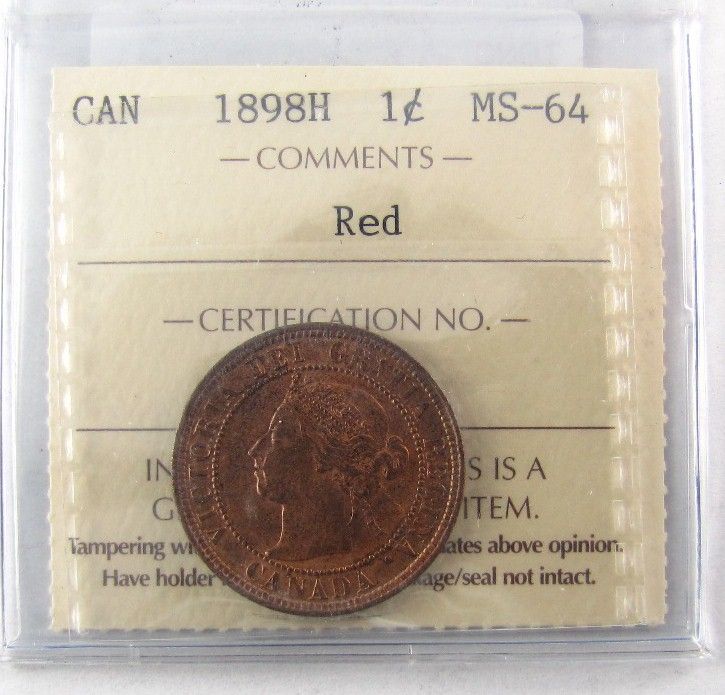 CAN 1898H 1¢ MS-64
— COMMENTS —
Red
— CERTIFICATION NO. —
IN S IS A
G ITEM.
Tampering w ates above opinion.
Have holder age/seal not intact.
VICTORIA DEI GRATIA REGINA.
CANADA